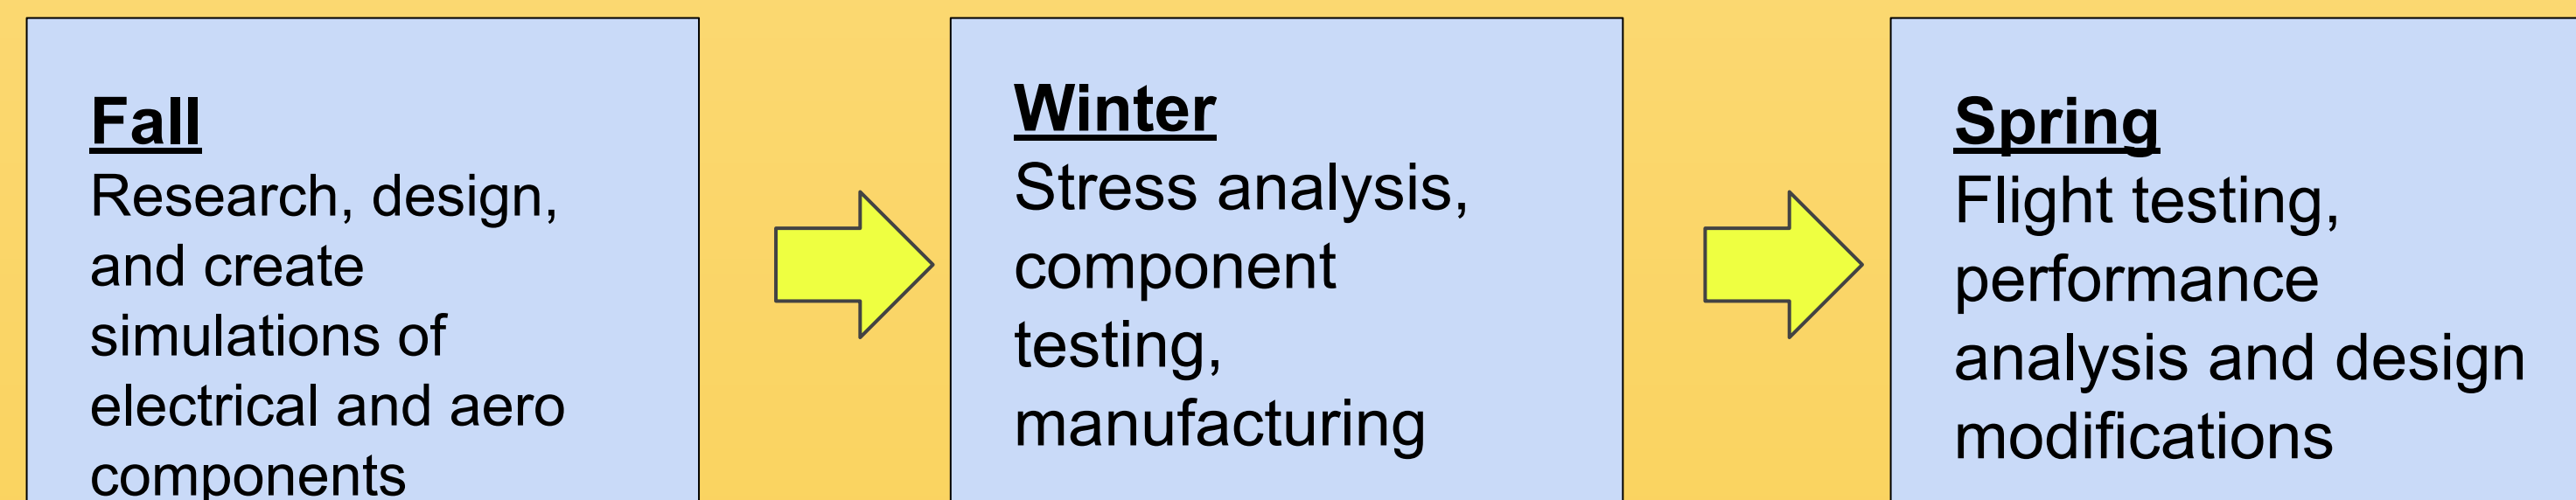 Fall
Research, design,
and create
simulations of
electrical and aero
components
Winter
Stress analysis,
component
testing,
manufacturing
Spring
Flight testing,
performance
analysis and design
modifications